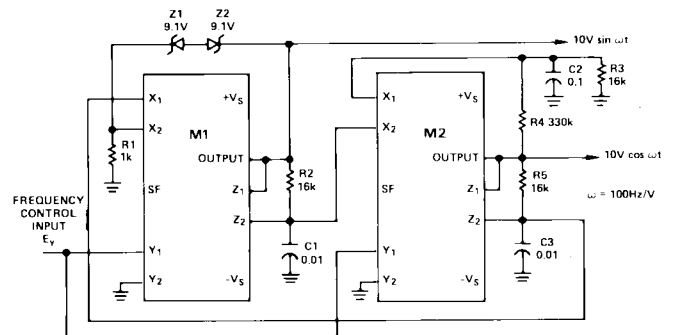 Z1
9.1V
Z2
9.1V
10V sin ωt
X1
+VS
X2
M1
R1
1k
OUTPUT
R2
16k
SF
Z1
Z2
FREQUENCY
CONTROL
INPUT
EY
Y1
C1
0.01
Y2
-VS
X1
+VS
X2
M2
C2
0.1
R3
16k
R4 330k
OUTPUT
10V cos ωt
R5
16k
SF
Z1
ω = 100Hz/V
Z2
Y1
C3
0.01
Y2
-VS